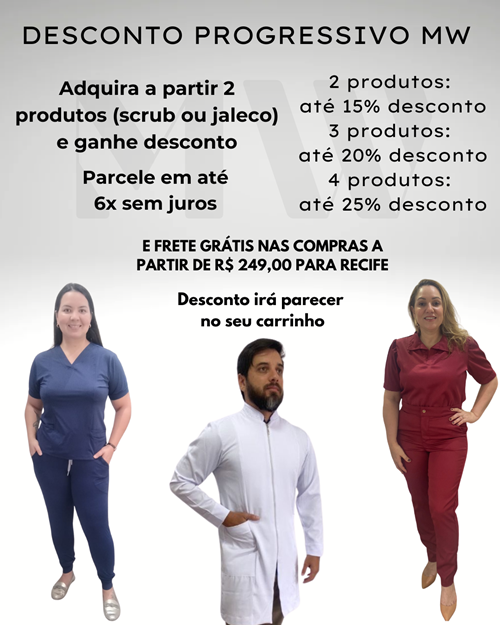 DESCONTO PROGRESSIVO MW
Adquira a partir 2
produtos (scrub ou jaleco)
e ganhe desconto
Parcele em até
6x sem juros
2 produtos:
até 15% desconto
3 produtos:
até 20% desconto
4 produtos:
até 25% desconto
E FRETE GRÁTIS NAS COMPRAS A
PARTIR DE R$ 249,00 PARA RECIFE
Desconto irá parecer
no seu carrinho
MW